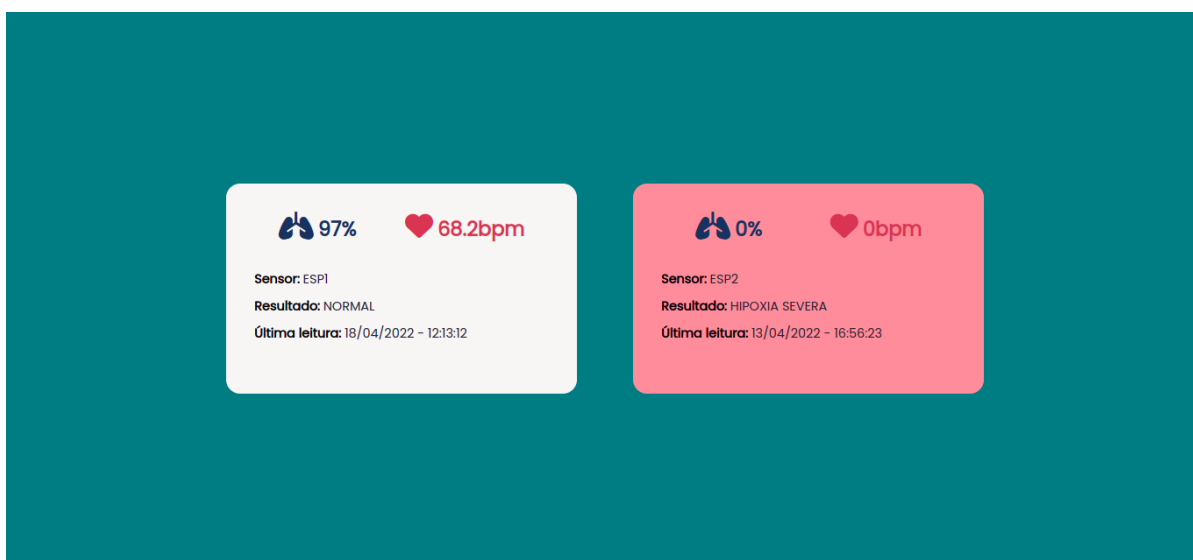 97% 68.2bpm
Sensor: ESP1
Resultado: NORMAL
Última leitura: 18/04/2022 - 12:13:12
0% 0bpm
Sensor: ESP2
Resultado: HIPOXIA SEVERA
Última leitura: 13/04/2022 - 16:56:23